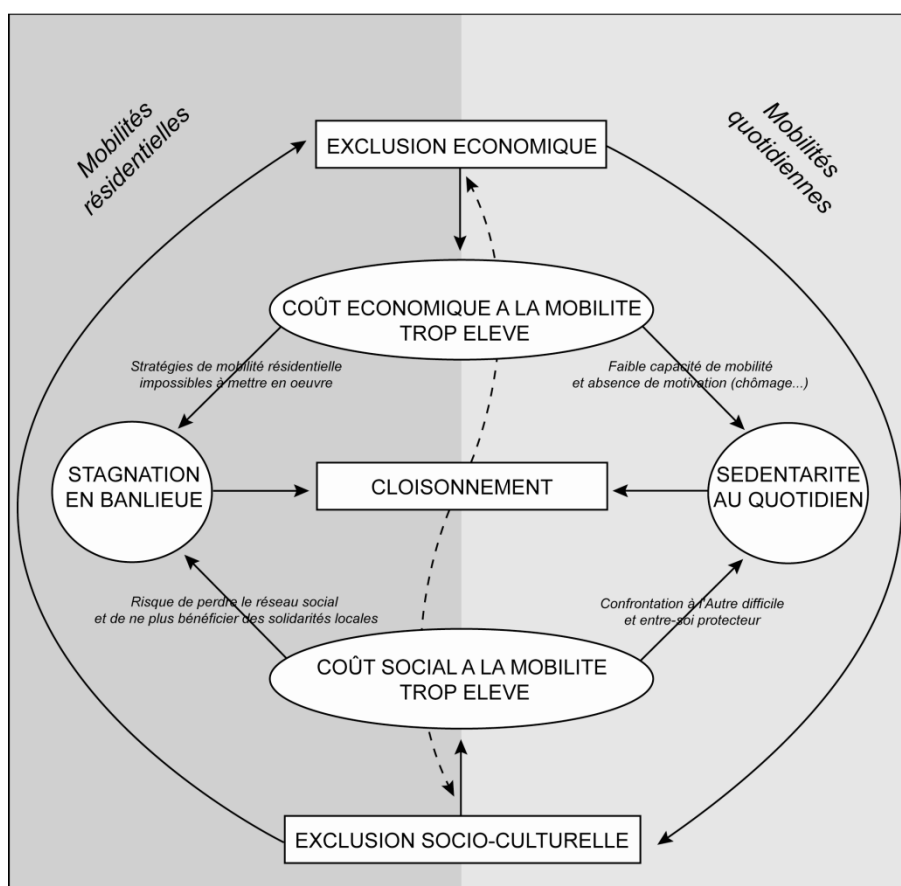 Mobilités
résidentielles
Mobilités
quotidiennes
EXCLUSION ECONOMIQUE
COÛT ECONOMIQUE A LA MOBILITE
TROP ELEVE
Stratégies de mobilité résidentielle
impossibles à mettre en oeuvre
Faible capacité de mobilité
et absence de motivation (chômage...)
STAGNATION
EN BANLIEUE
CLOISONNEMENT
SEDENTARITE
AU QUOTIDIEN
Risque de perdre le réseau social
et de ne plus bénéficier des solidarités locales
Confrontation à l'Autre difficile
et entre-soi protecteur
COÛT SOCIAL A LA MOBILITE
TROP ELEVE
EXCLUSION SOCIO-CULTURELLE